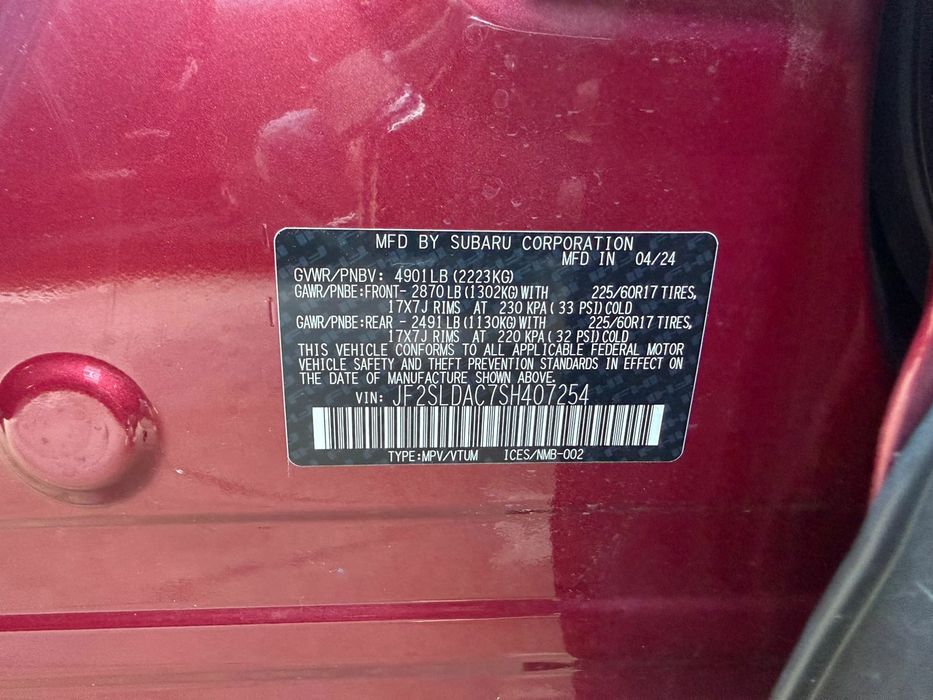 MFD BY SUBARU CORPORATION
MFD IN 04/24
GVWR/PNBV: 4901LB (2223KG)
GAWR/PNBE:FRONT- 2870LB (1302KG) WITH 225/60R17 TIRES,
17X7J RIMS AT 230 KPA ( 33 PSI) COLD
GAWR/PNBE:REAR - 2491LB (1130KG) WITH 225/60R17 TIRES,
17X7J RIMS AT 220 KPA ( 32 PSI) COLD
THIS VEHICLE CONFORMS TO ALL APPLICABLE FEDERAL MOTOR
VEHICLE SAFETY AND THEFT PREVENTION STANDARDS IN EFFECT ON
THE DATE OF MANUFACTURE SHOWN ABOVE.
VIN: JF2SLDAC7SH407254
TYPE:MPV/VTUM ICES/NMB-002